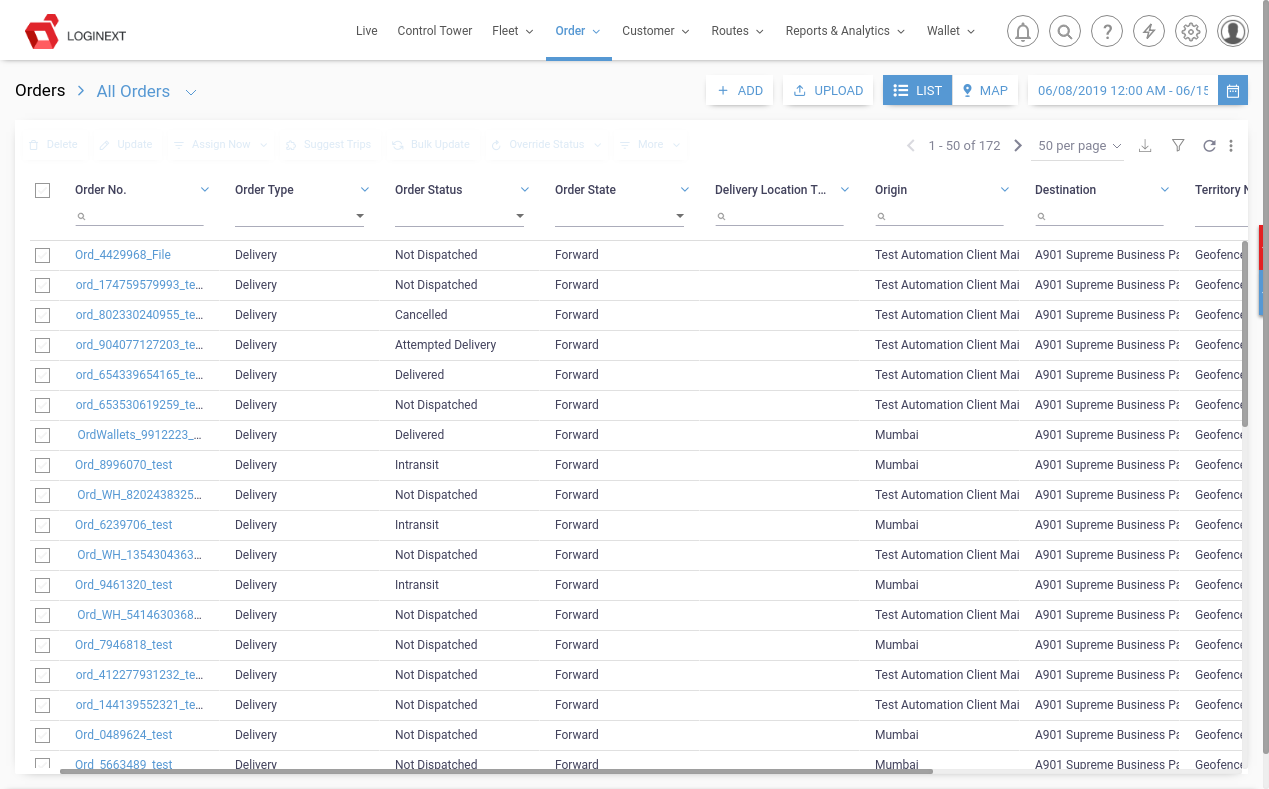 LOGINEXT Live Control Tower Fleet Order Customer Routes Reports & Analytics Wallet
Orders > All Orders + ADD UPLOAD LIST MAP 06/08/2019 12:00 AM - 06/15
Delete Update Assign Now Suggest Trips Bulk Update Override Status More 1 - 50 of 172 50 per page
Order No. Order Type Order Status Order State Delivery Location T... Origin Destination Territory N
Ord_4429968_File Delivery Not Dispatched Forward Test Automation Client Mai A901 Supreme Business Pa Geofence
ord_174759579993_te... Delivery Not Dispatched Forward Test Automation Client Mai A901 Supreme Business Pa Geofence
ord_802330240955_te... Delivery Cancelled Forward Test Automation Client Mai A901 Supreme Business Pa Geofence
ord_904077127203_te... Delivery Attempted Delivery Forward Test Automation Client Mai A901 Supreme Business Pa Geofence
ord_654339654165_te... Delivery Delivered Forward Test Automation Client Mai A901 Supreme Business Pa Geofence
ord_653530619259_te... Delivery Not Dispatched Forward Test Automation Client Mai A901 Supreme Business Pa Geofence
OrdWallets_9912223_... Delivery Delivered Forward Mumbai A901 Supreme Business Pa Geofence
Ord_8996070_test Delivery Intransit Forward Mumbai A901 Supreme Business Pa Geofence
Ord_WH_8202438325... Delivery Not Dispatched Forward Test Automation Client Mai A901 Supreme Business Pa Geofence
Ord_6239706_test Delivery Intransit Forward Mumbai A901 Supreme Business Pa Geofence
Ord_WH_1354304363... Delivery Not Dispatched Forward Test Automation Client Mai A901 Supreme Business Pa Geofence
Ord_9461320_test Delivery Intransit Forward Mumbai A901 Supreme Business Pa Geofence
Ord_WH_5414630368... Delivery Not Dispatched Forward Test Automation Client Mai A901 Supreme Business Pa Geofence
Ord_7946818_test Delivery Not Dispatched Forward Mumbai A901 Supreme Business Pa Geofence
ord_412277931232_te... Delivery Not Dispatched Forward Test Automation Client Mai A901 Supreme Business Pa Geofence
ord_144139552321_te... Delivery Not Dispatched Forward Test Automation Client Mai A901 Supreme Business Pa Geofence
Ord_0489624_test Delivery Not Dispatched Forward Mumbai A901 Supreme Business Pa Geofence
Ord_5663489_test Delivery Not Dispatched Forward Mumbai A901 Supreme Business Pa Geofence